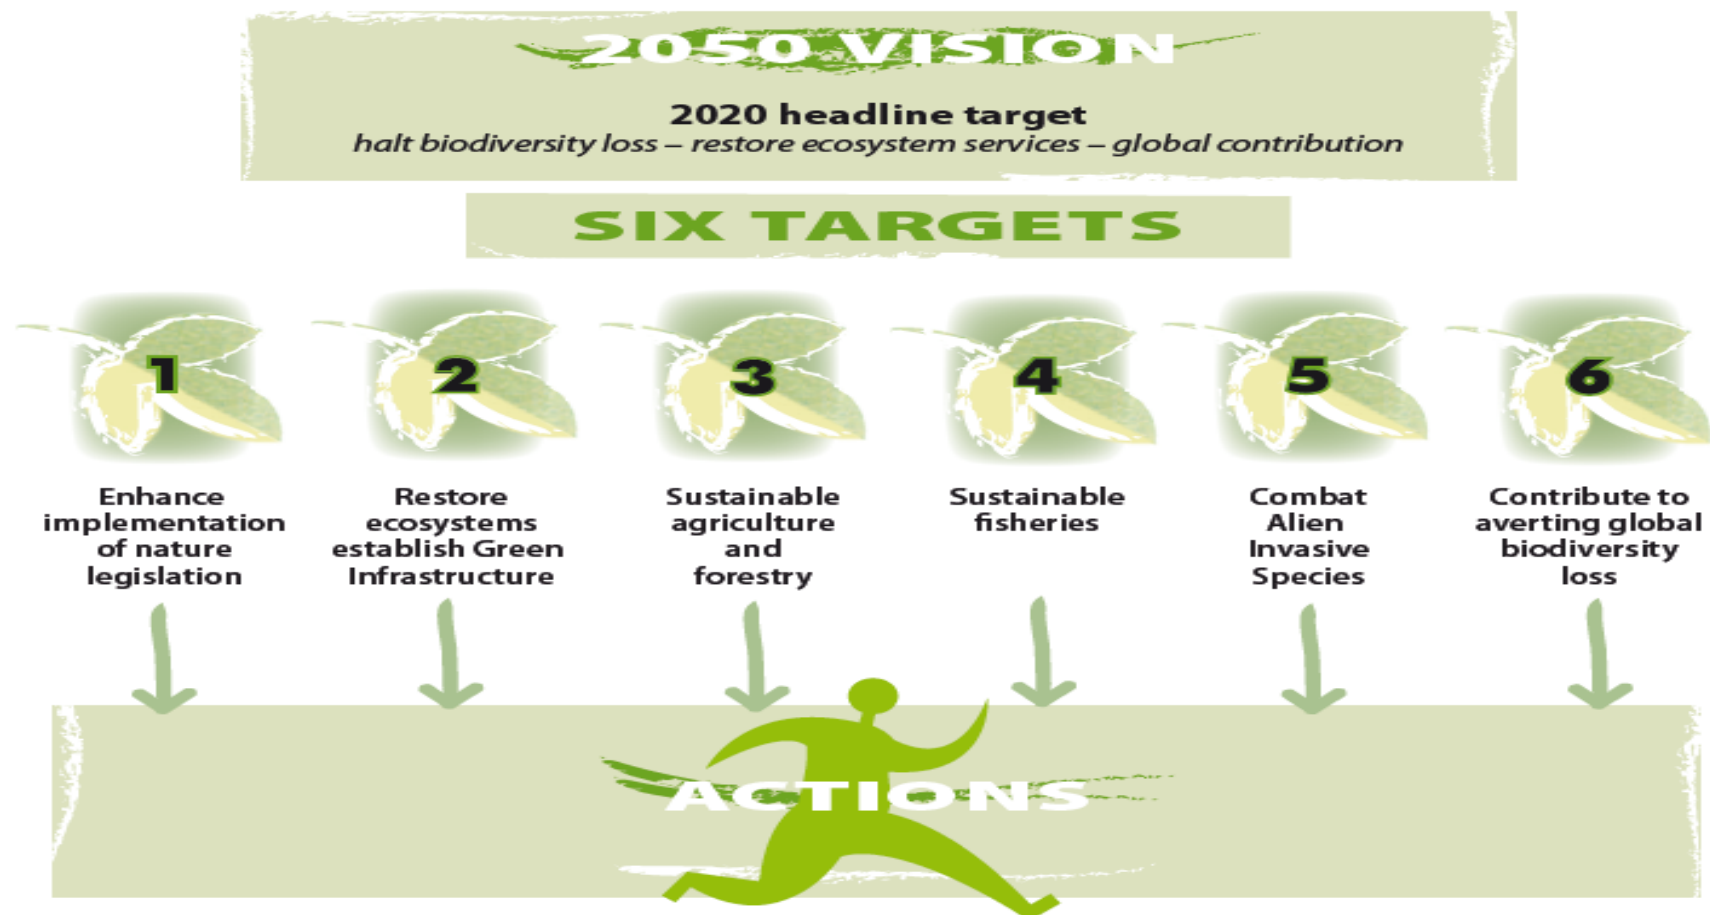 2050 VISION
2020 headline target
halt biodiversity loss – restore ecosystem services – global contribution
SIX TARGETS
1
Enhance
implementation
of nature
legislation
2
Restore
ecosystems
establish Green
Infrastructure
3
Sustainable
agriculture
and
forestry
4
Sustainable
fisheries
5
Combat
Alien
Invasive
Species
6
Contribute to
averting global
biodiversity
loss
ACTIONS